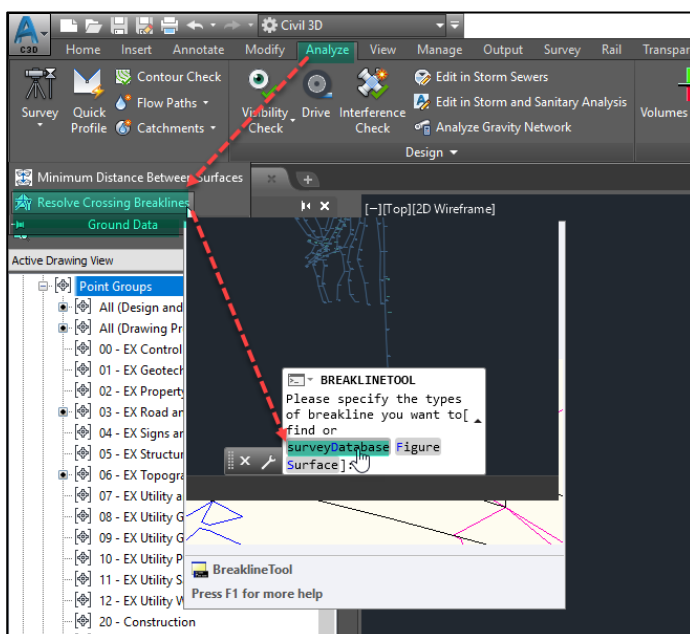 A
C3D
Civil 3D
Home Insert Annotate Modify Analyze View Manage Output Survey Rail Transpar
Survey
Quick
Profile
Contour Check
Flow Paths
Catchments
Visibility
Check
Drive
Interference
Check
Edit in Storm Sewers
Edit in Storm and Sanitary Analysis
Analyze Gravity Network
Volumes
Design
Minimum Distance Between Surfaces
Resolve Crossing Breaklines
Ground Data
[−][Top][2D Wireframe]
Active Drawing View
Point Groups
All (Design and
All (Drawing Pr
00 - EX Control
01 - EX Geotech
02 - EX Property
03 - EX Road ar
04 - EX Signs ar
05 - EX Structur
06 - EX Topogra
07 - EX Utility a
08 - EX Utility G
09 - EX Utility G
10 - EX Utility P
11 - EX Utility S
12 - EX Utility W
20 - Construction
BREAKLINETOOL
Please specify the types
of breakline you want to[
find or
surveyDatabase Figure
Surface]:
BreaklineTool
Press F1 for more help